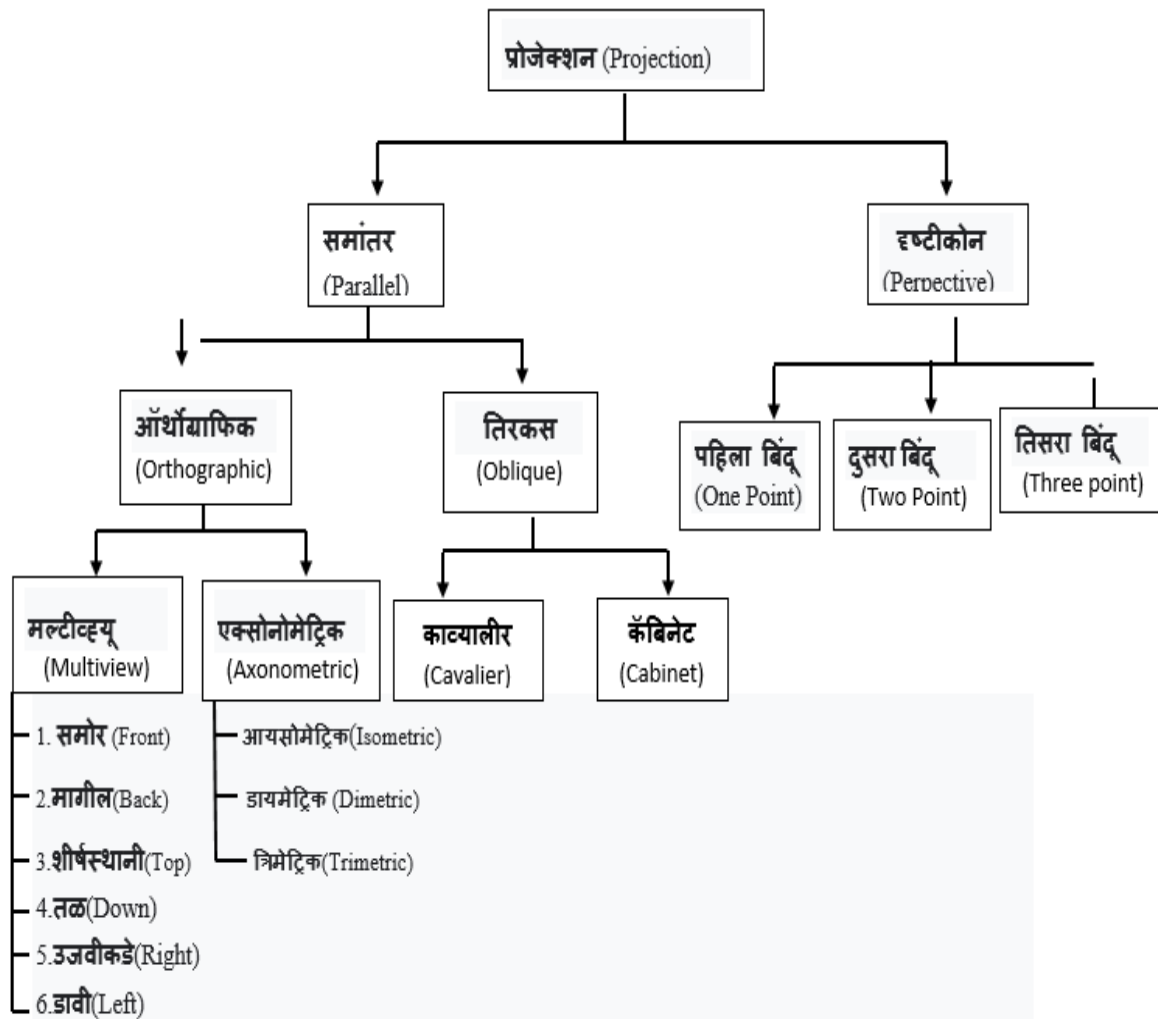 प्रोजेक्शन (Projection)
समांतर
(Parallel)
दृष्टीकोन
(Perpective)
ऑर्थोग्राफिक
(Orthographic)
तिरकस
(Oblique)
पहिला बिंदू
(One Point)
दुसरा बिंदू
(Two Point)
तिसरा बिंदू
(Three point)
मल्टीव्ह्यू
(Multiview)
एक्सोनोमेट्रिक
(Axonometric)
काव्यालीर
(Cavalier)
कॅबिनेट
(Cabinet)
1. समोर (Front)
2.मागील(Back)
3.शीर्षस्थानी(Top)
4.तळ(Down)
5.उजवीकडे(Right)
6.डावी(Left)
आयसोमेट्रिक(Isometric)
डायमेट्रिक (Dimetric)
त्रिमेट्रिक(Trimetric)